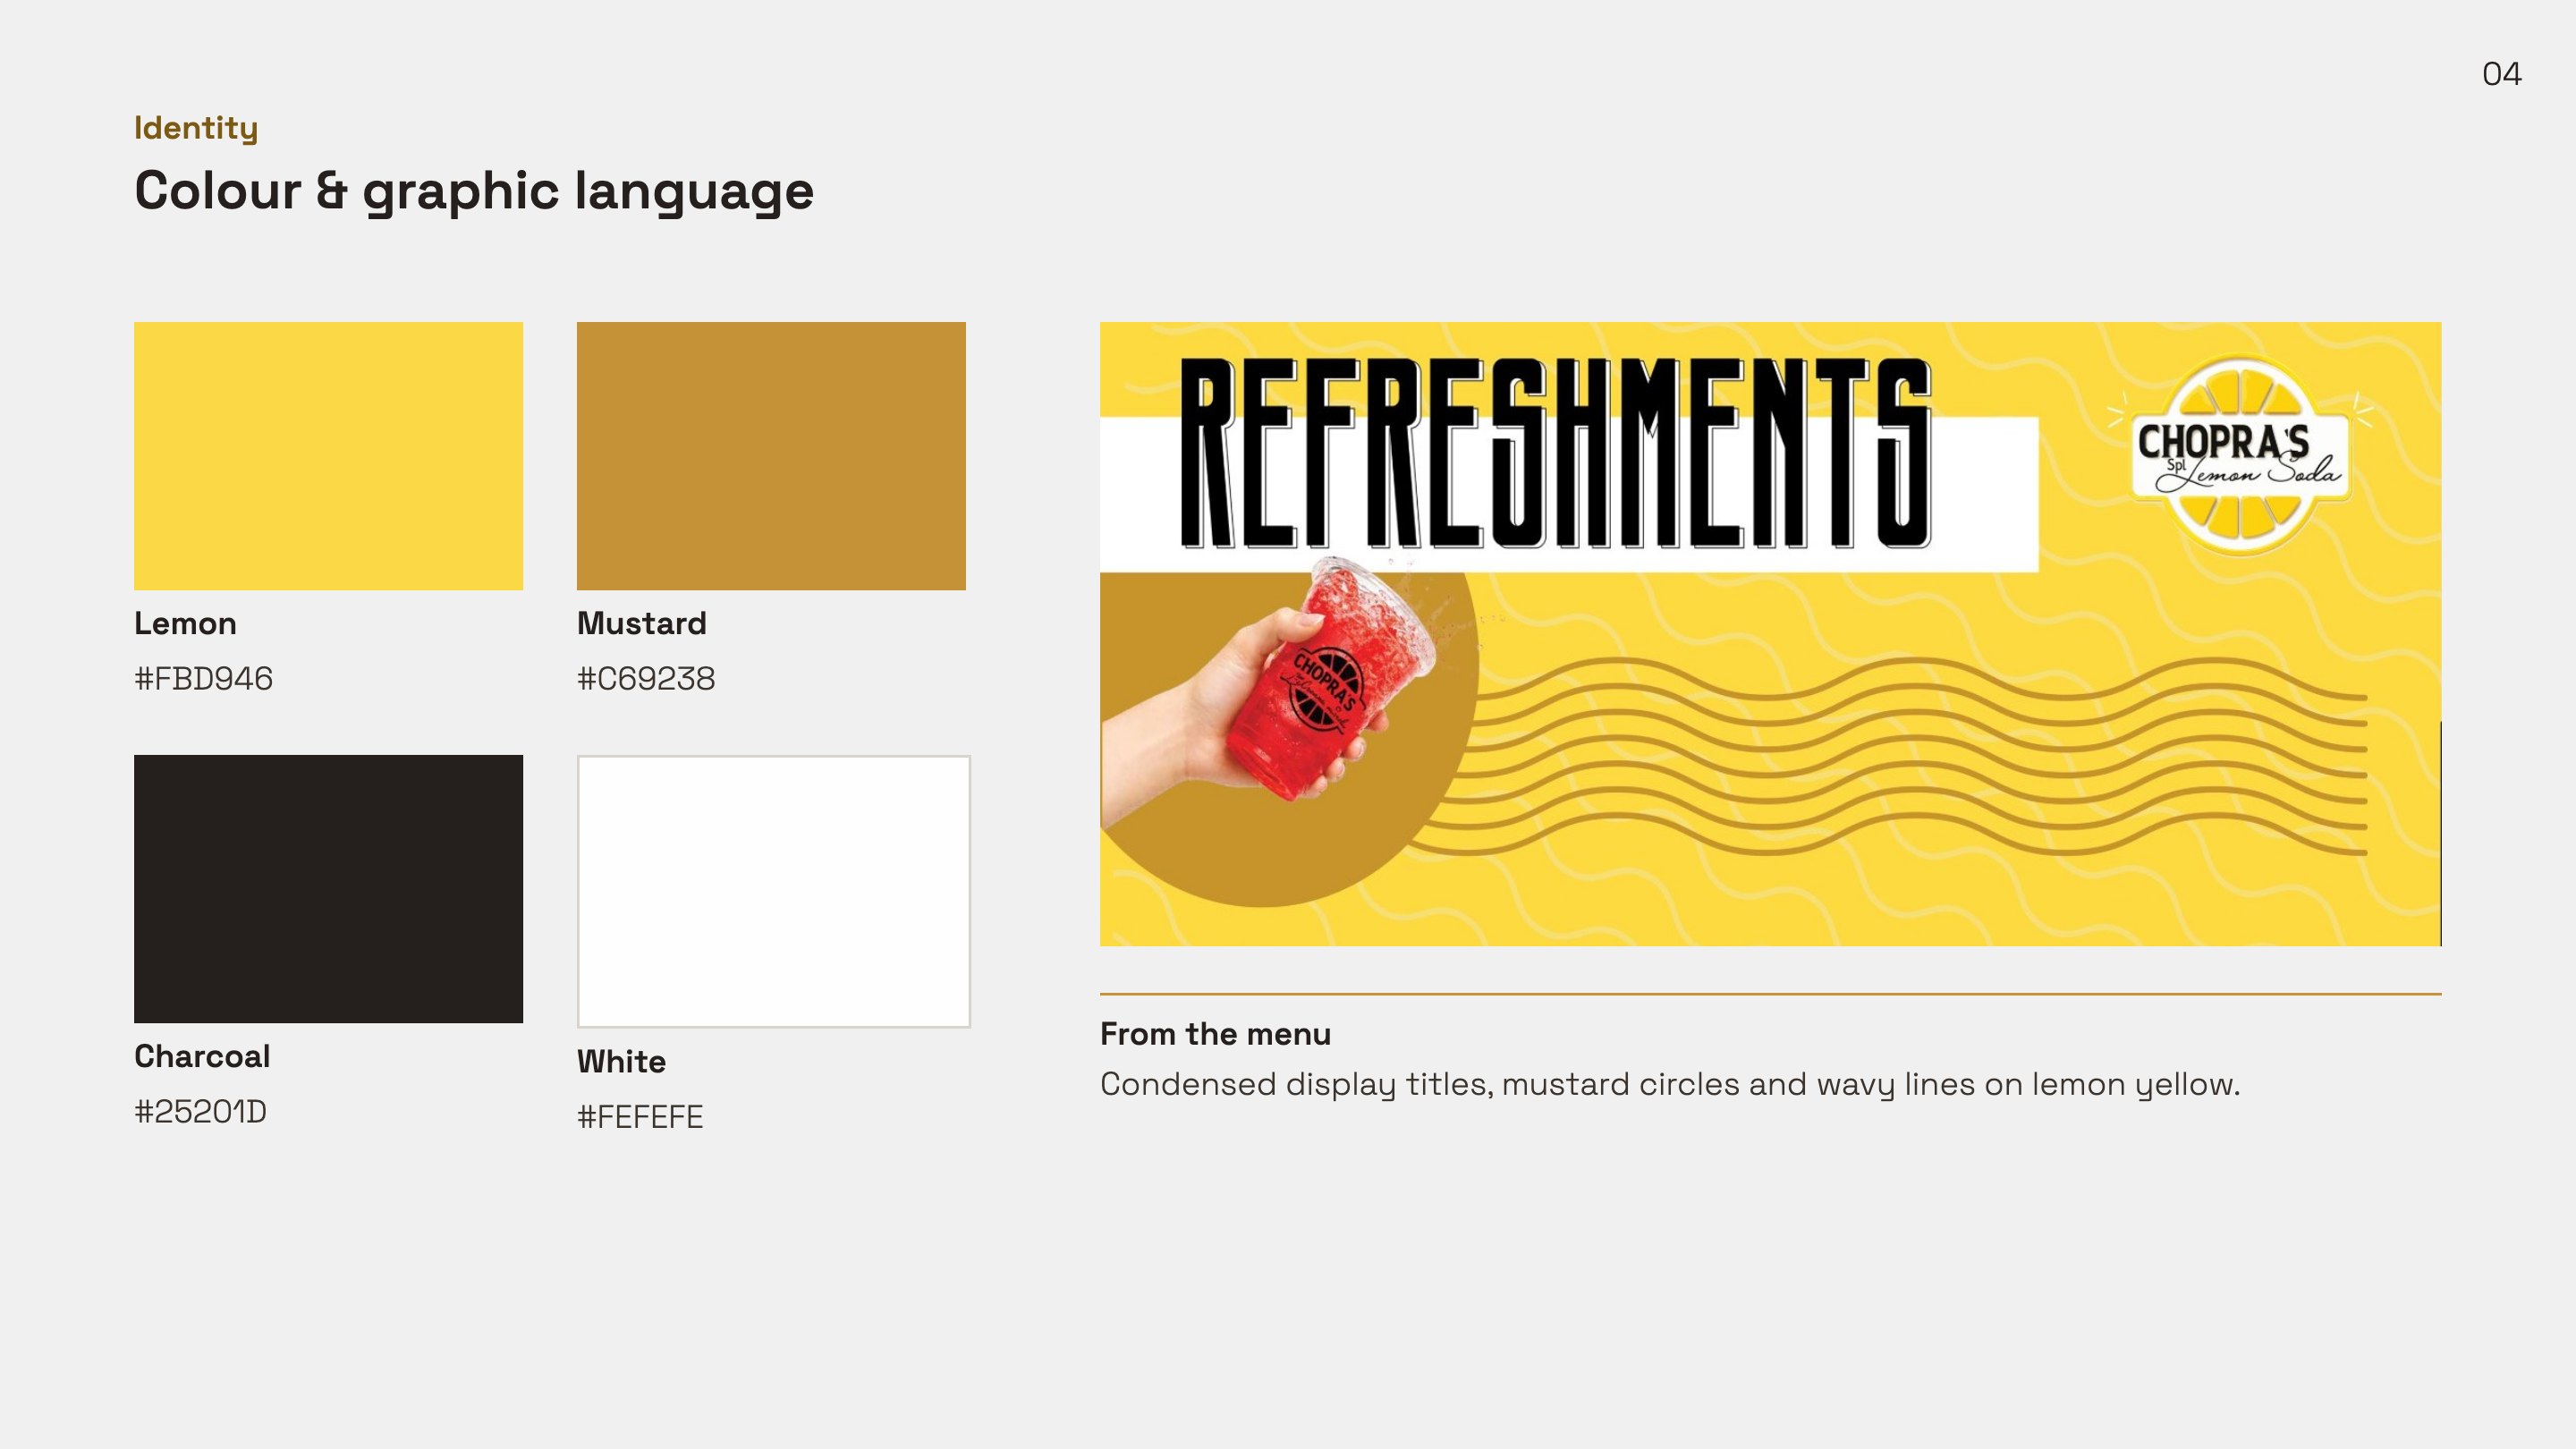 04
Identity
Colour & graphic language
Lemon
#FBD946
Mustard
#C69238
Charcoal
#25201D
White
#FEFEFE
REFRESHMENTS
CHOPRA'S
Spl Lemon Soda
CHOPRA'S
From the menu
Condensed display titles, mustard circles and wavy lines on lemon yellow.